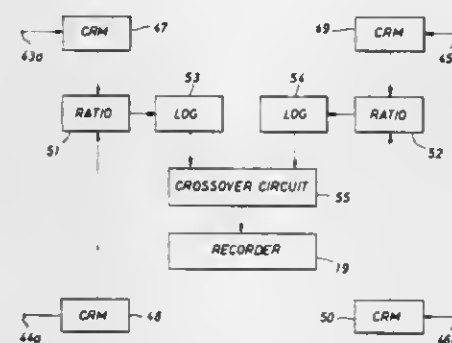 CRM 47 49 CRM
43a 45
53 54
RATIO LOG LOG RATIO
51 52
CROSSOVER CIRCUIT
55
RECORDER
19
CRM 48 50 CRM
44a 46